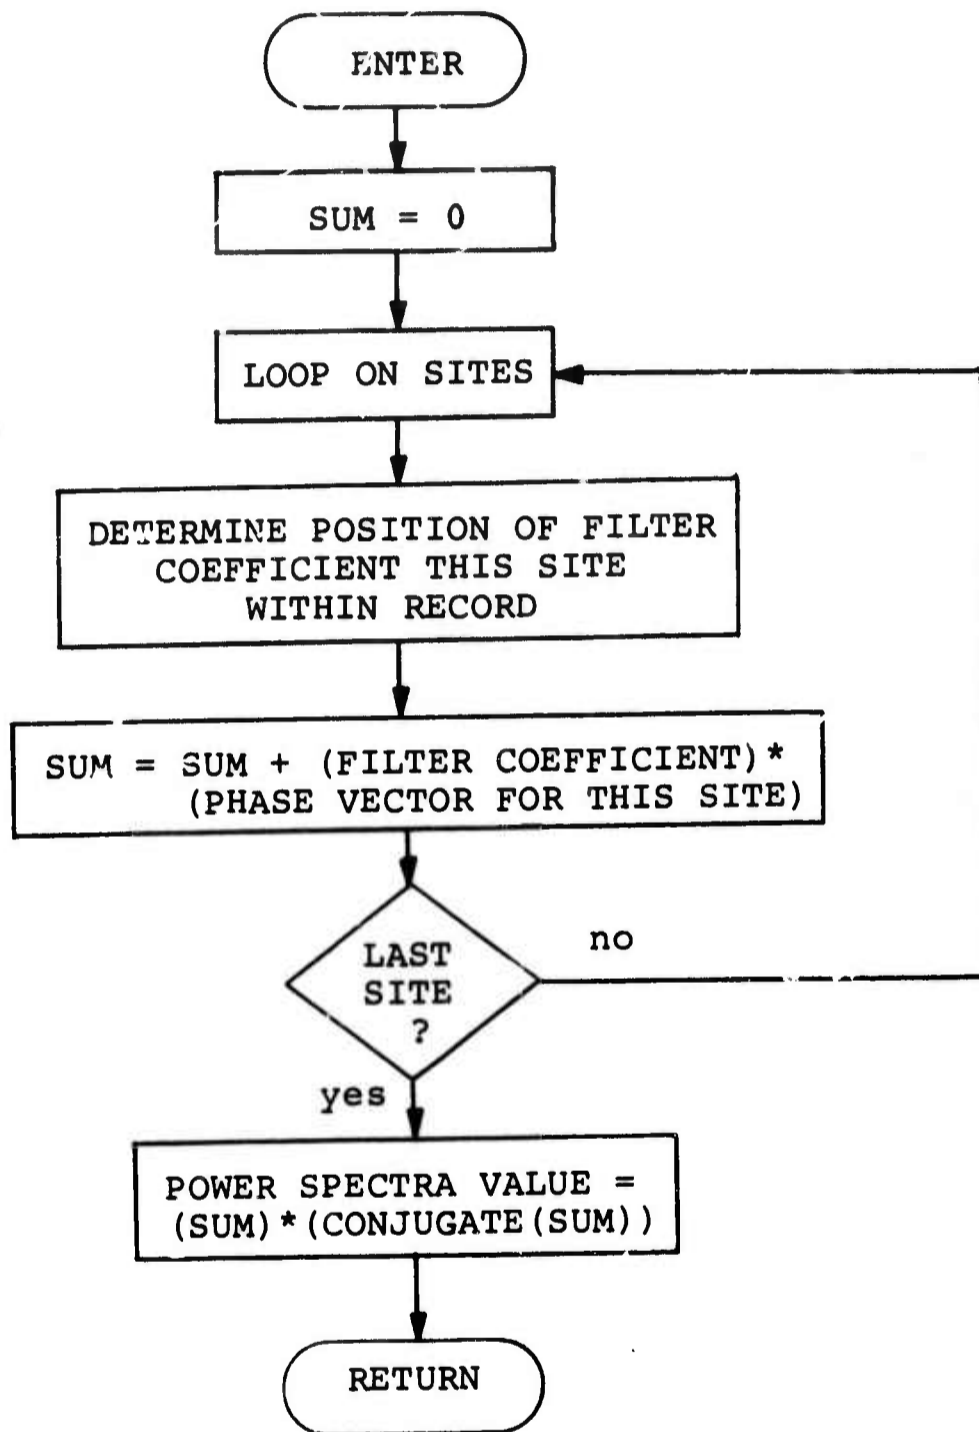 ENTER
SUM = 0
LOOP ON SITES
DETERMINE POSITION OF FILTER
COEFFICIENT THIS SITE
WITHIN RECORD
SUM = SUM + (FILTER COEFFICIENT)*
(PHASE VECTOR FOR THIS SITE)
LAST
SITE
?
no
yes
POWER SPECTRA VALUE =
(SUM)*(CONJUGATE(SUM))
RETURN